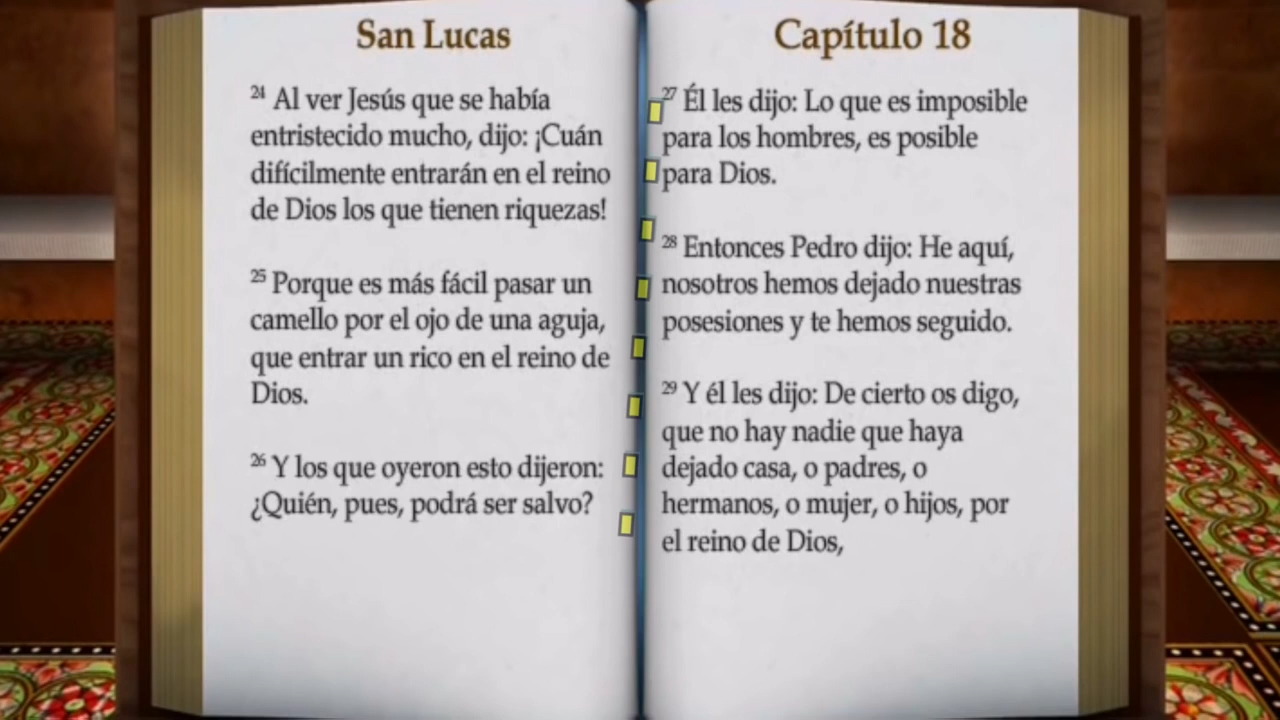 San Lucas
24 Al ver Jesús que se había
entristecido mucho, dijo: ¡Cuán
difícilmente entrarán en el reino
de Dios los que tienen riquezas!
25 Porque es más fácil pasar un
camello por el ojo de una aguja,
que entrar un rico en el reino de
Dios.
26 Y los que oyeron esto dijeron:
¿Quién, pues, podrá ser salvo?
Capítulo 18
27 Él les dijo: Lo que es imposible
para los hombres, es posible
para Dios.
28 Entonces Pedro dijo: He aquí,
nosotros hemos dejado nuestras
posesiones y te hemos seguido.
29 Y él les dijo: De cierto os digo,
que no hay nadie que haya
dejado casa, o padres, o
hermanos, o mujer, o hijos, por
el reino de Dios,